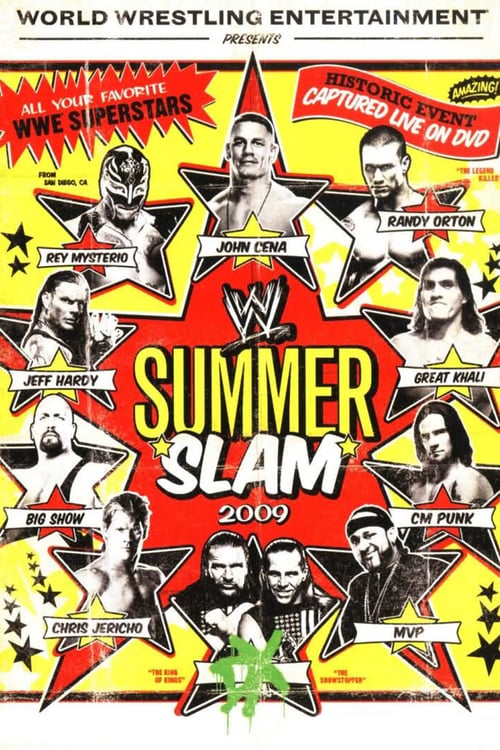 WORLD WRESTLING ENTERTAINMENT
PRESENTS
ALL YOUR FAVORITE
WWE SUPERSTARS
HISTORIC EVENT
CAPTURED LIVE ON DVD
AMAZING!
FROM
SAN DIEGO, CA
REY MYSTERIO
JOHN CENA
"THE LEGEND
KILLER"
RANDY ORTON
W
JEFF HARDY
GREAT KHALI
SUMMER
SLAM
2009
BIG SHOW
CM PUNK
CHRIS JERICHO
MVP
"THE KING
OF KINGS"
DX
"THE
SHOWSTOPPER"